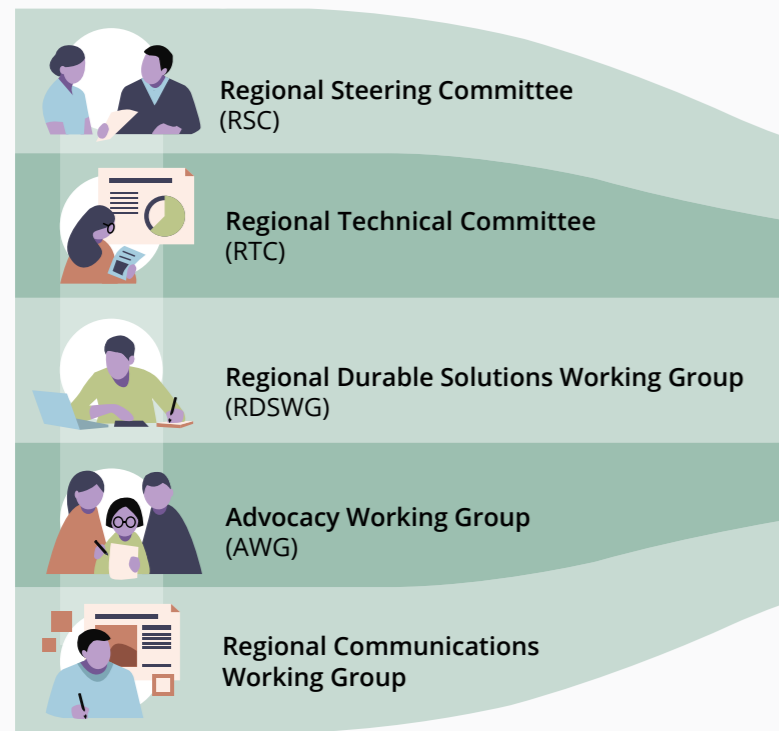 Regional Steering Committee
(RSC)
Regional Technical Committee
(RTC)
Regional Durable Solutions Working Group
(RDSWG)
Advocacy Working Group
(AWG)
Regional Communications
Working Group